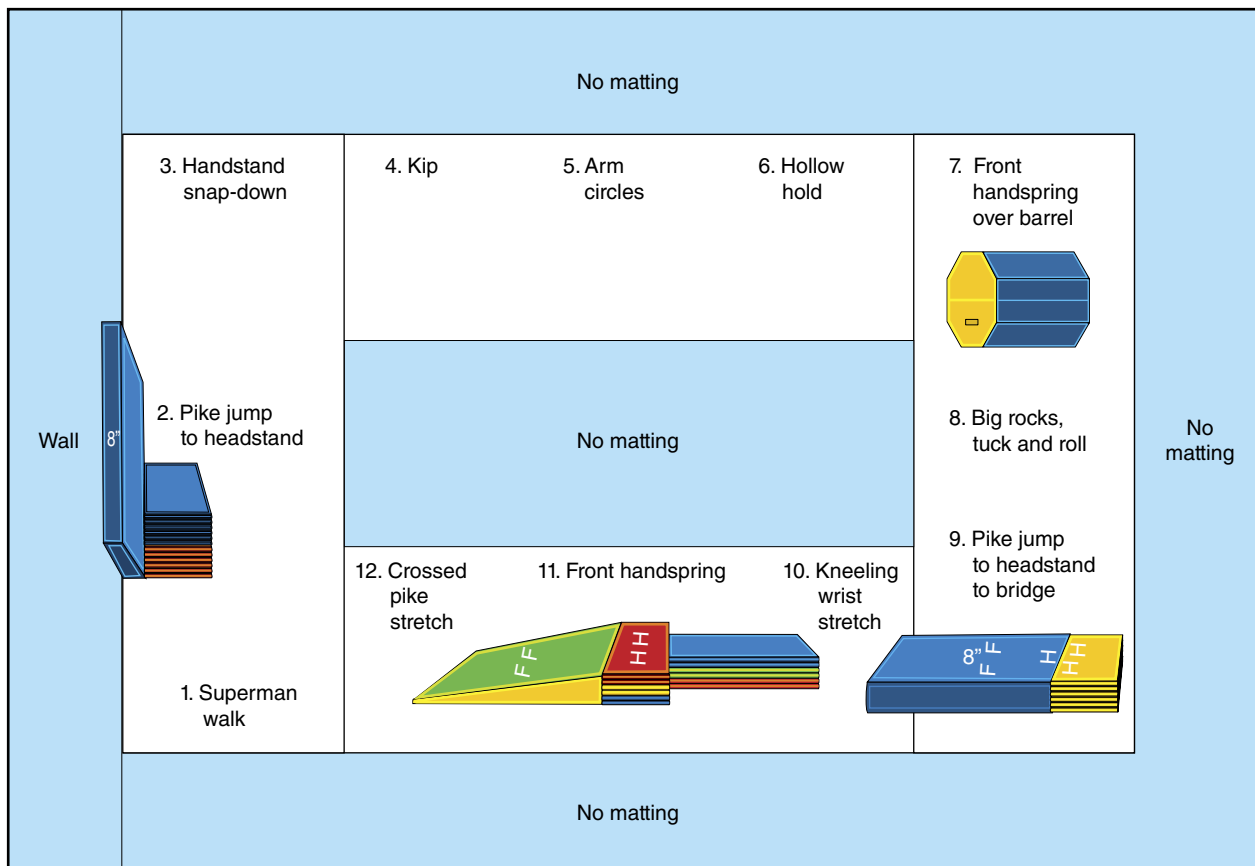 No matting
3. Handstand
snap-down
4. Kip
5. Arm
circles
6. Hollow
hold
7. Front
handspring
over barrel
Wall
8"
2. Pike jump
to headstand
No matting
8. Big rocks,
tuck and roll
No
matting
9. Pike jump
to headstand
to bridge
12. Crossed
pike
stretch
11. Front handspring
10. Kneeling
wrist
stretch
F F
H H
H H
8"
F F
H
H H
1. Superman
walk
No matting